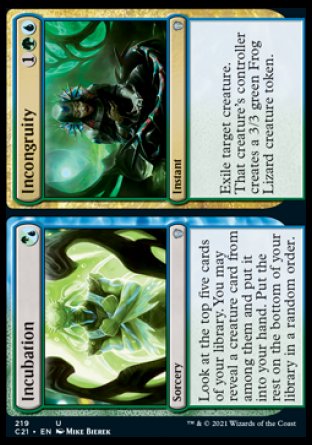 Incubation
Sorcery
Look at the top five cards
of your library. You may
reveal a creature card from
among them and put it
into your hand. Put the
rest on the bottom of your
library in a random order.
Incongruity
1
Instant
Exile target creature.
That creature's controller
creates a 3/3 green Frog
Lizard creature token.
219 U
C21 • EN MIKE BIEREK
™ & © 2021 Wizards of the Coast